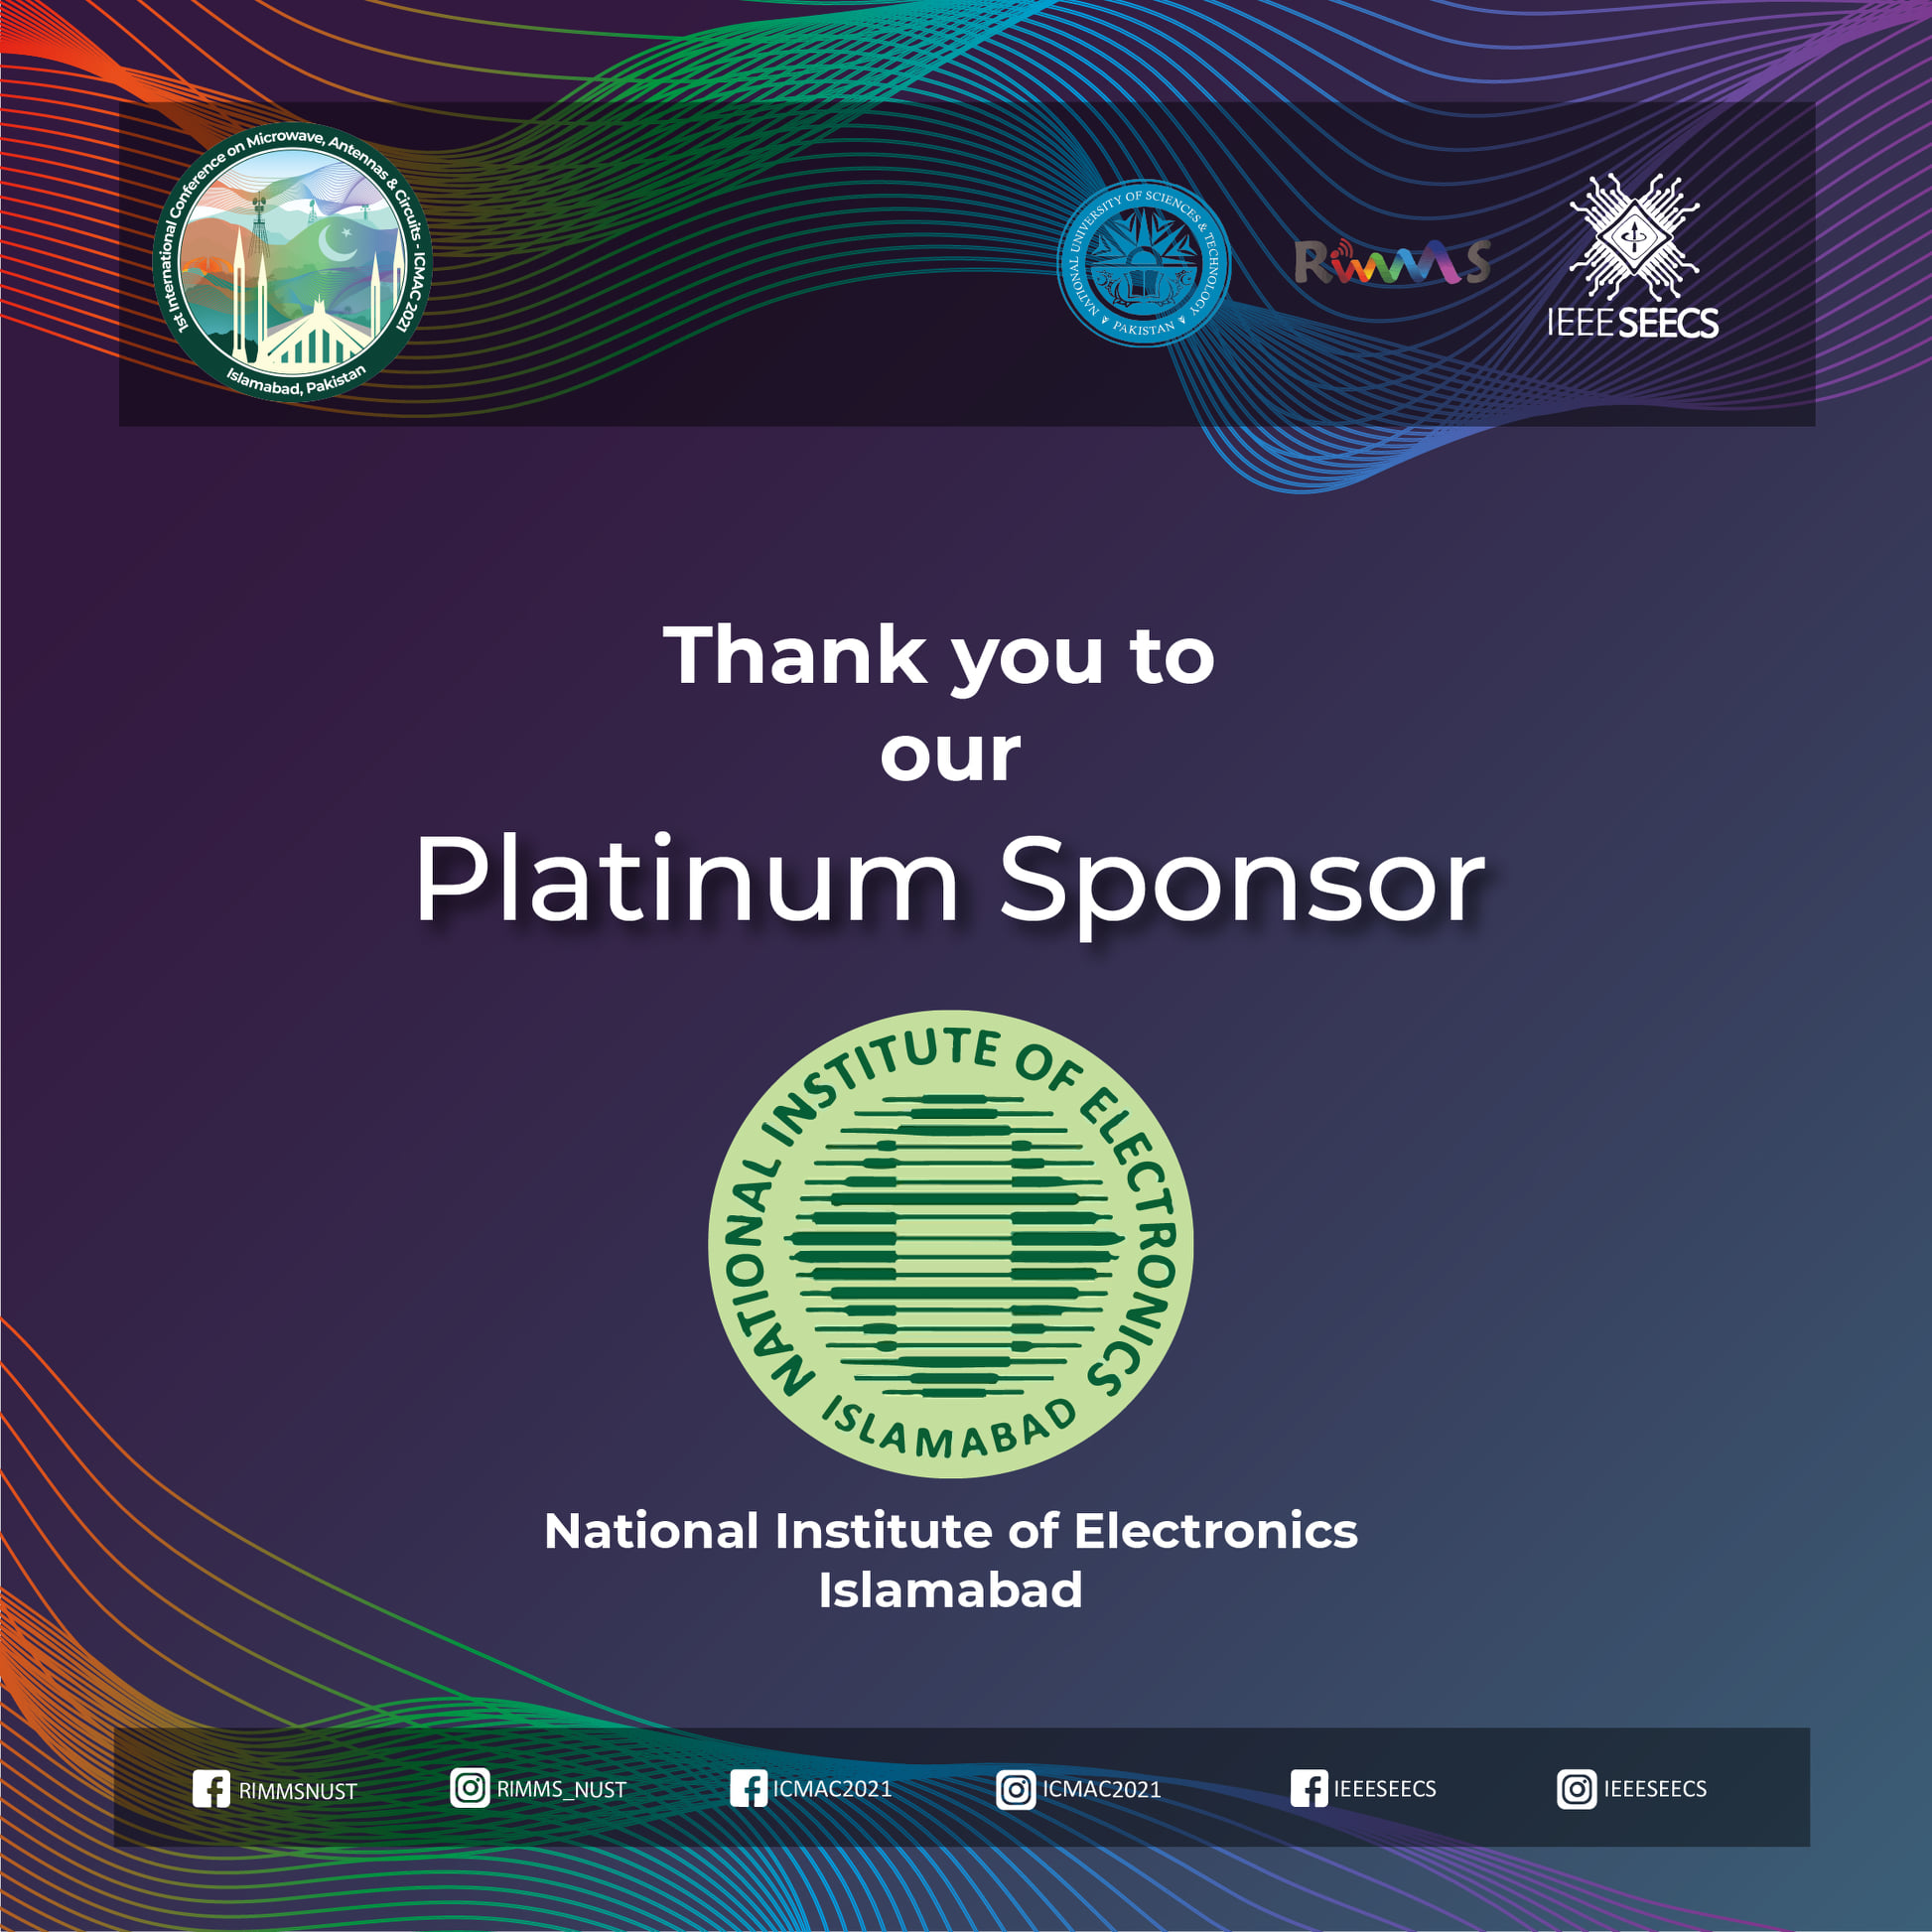 1st International Conference on Microwave, Antennas & Circuits - ICMAC 2021
Islamabad, Pakistan
NATIONAL UNIVERSITY OF SCIENCES & TECHNOLOGY
PAKISTAN
RiMMS
IEEE SEECS
Thank you to
our
Platinum Sponsor
NATIONAL INSTITUTE OF ELECTRONICS
ISLAMABAD
National Institute of Electronics
Islamabad
RIMMSNUST
RIMMS_NUST
ICMAC2021
ICMAC2021
IEEESEECS
IEEESEECS